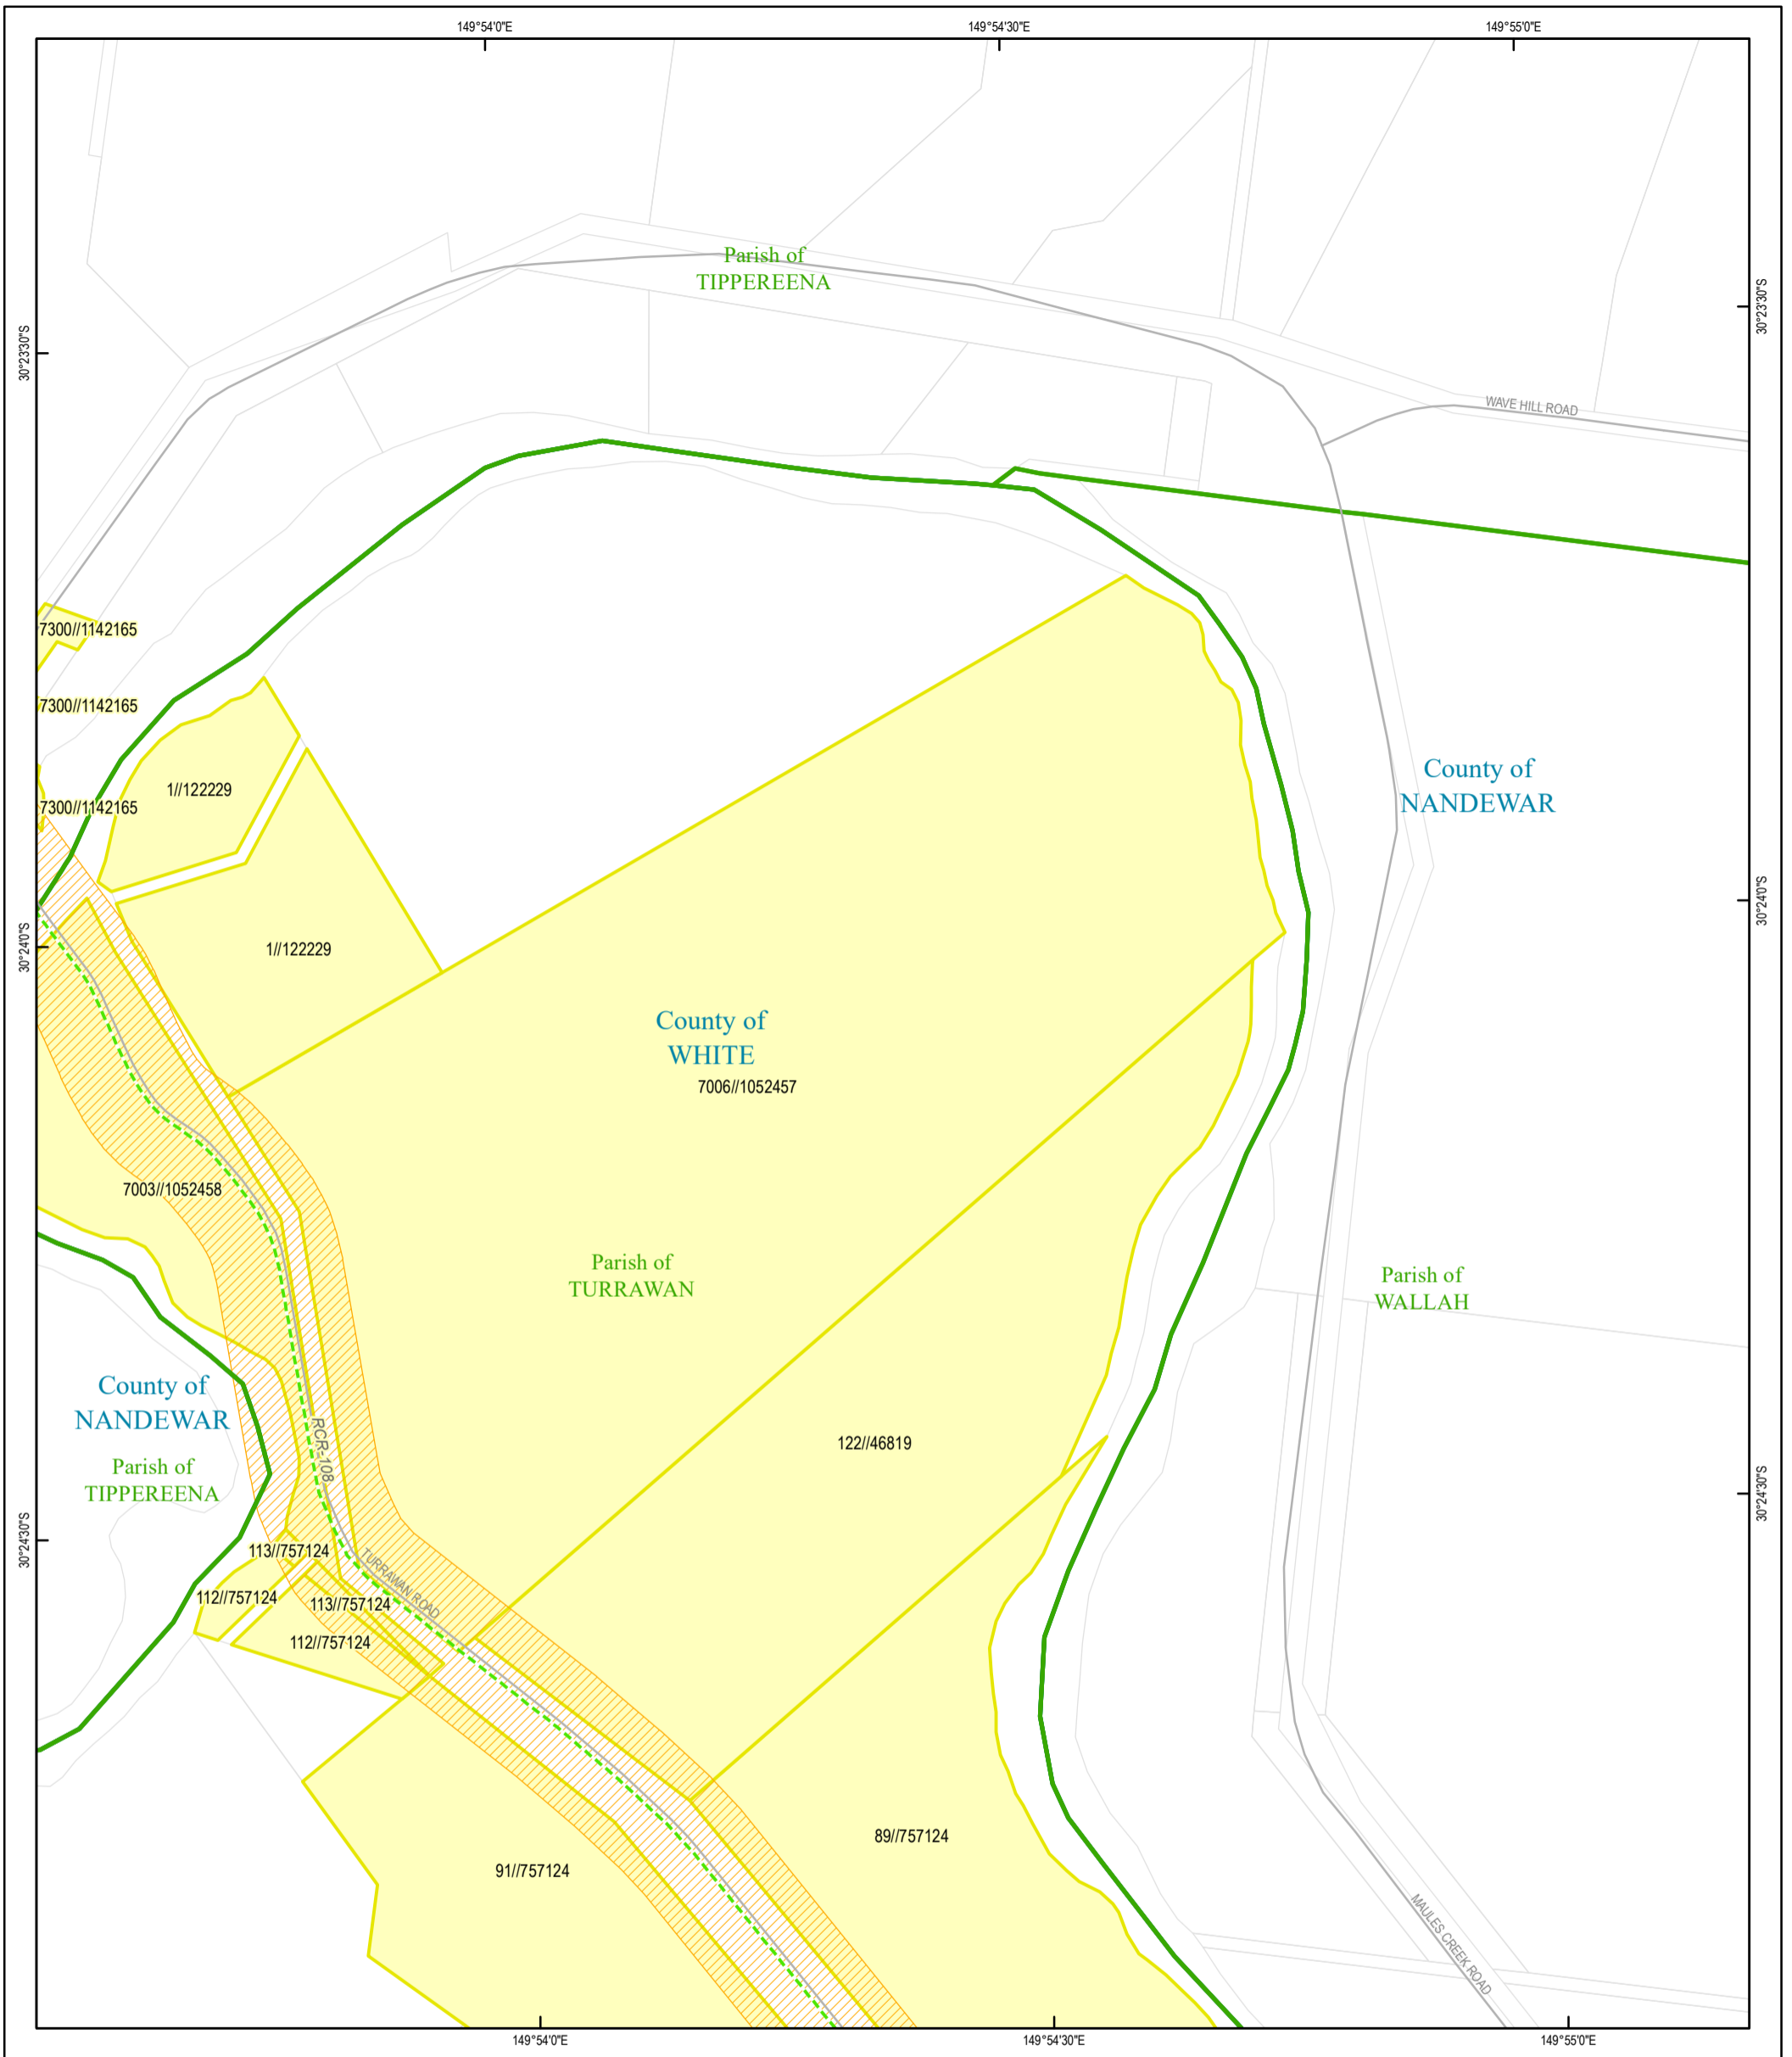 149°54'0"E
149°54'30"E
149°55'0"E
Parish of
TIPPEREENA
30°23'30"S
30°23'30"S
WAVE HILL ROAD
7300//1142165
7300//1142165
7300//1142165
1//122229
County of
NANDEWAR
30°24'0"S
30°24'0"S
1//122229
County of
WHITE
7006//1052457
7003//1052458
Parish of
TURRAWAN
Parish of
WALLAH
County of
NANDEWAR
Parish of
TIPPEREENA
RCR-108
122//46819
30°24'30"S
30°24'30"S
113//757124
TURRAWAN ROAD
112//757124
113//757124
112//757124
89//757124
91//757124
MAULES CREEK ROAD
149°54'0"E
149°54'30"E
149°55'0"E